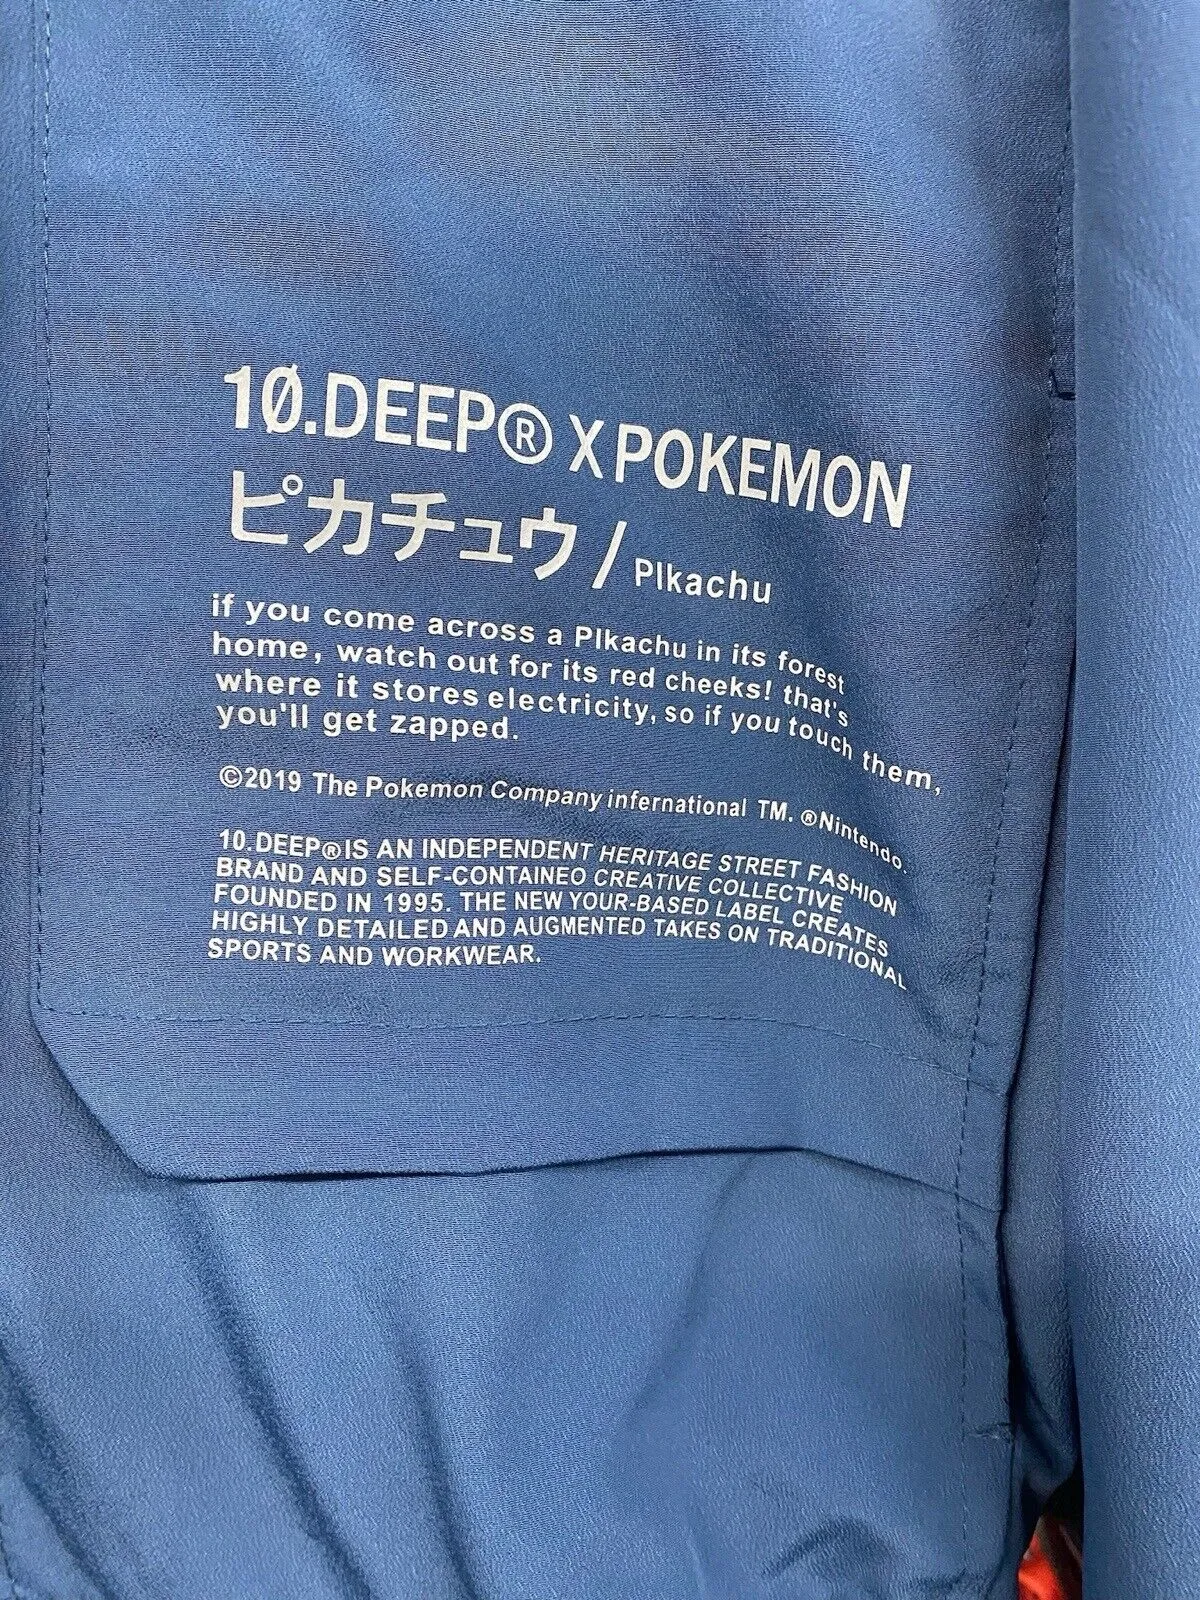 10.DEEP® X POKEMON
ピカチュウ/PIkachu
if you come across a PIkachu in its forest
home, watch out for its red cheeks! that's
where it stores electricity, so if you touch them,
you'll get zapped.
©2019 The Pokemon Company infernational TM. ®Nintendo.
10.DEEP® IS AN INDEPENDENT HERITAGE STREET FASHION
BRAND AND SELF-CONTAINEO CREATIVE COLLECTIVE
FOUNDED IN 1995. THE NEW YOUR-BASED LABEL CREATES
HIGHLY DETAILED AND AUGMENTED TAKES ON TRADITIONAL
SPORTS AND WORKWEAR.